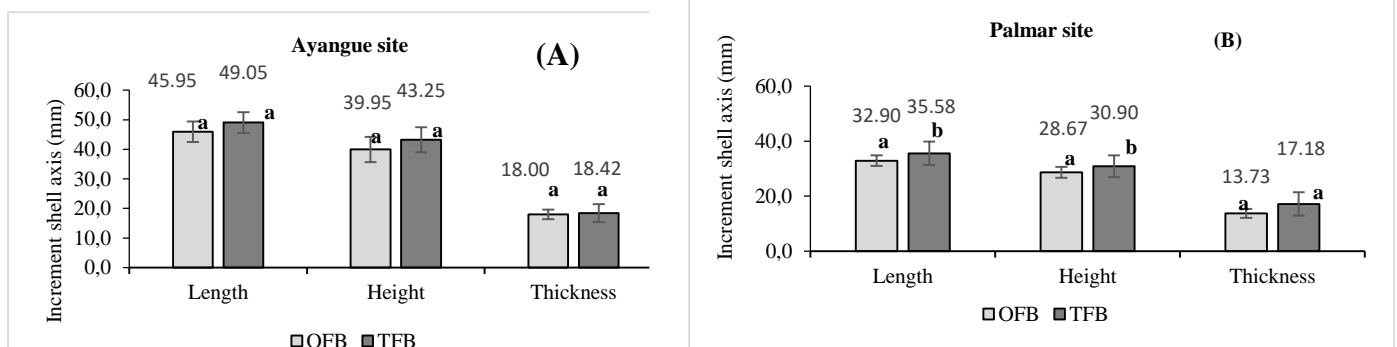 Ayangue site
(A)
Increment shell axis (mm)
60,0
50,0
40,0
30,0
20,0
10,0
0,0
45.95
49.05
a
a
39.95
43.25
a
a
18.00
18.42
a
a
Length
Height
Thickness
OFB
TFB
Palmar site
(B)
Increment shell axis (mm)
60,0
40,0
20,0
0,0
32.90
35.58
a
b
28.67
30.90
a
b
13.73
17.18
a
a
Length
Height
Thickness
OFB
TFB